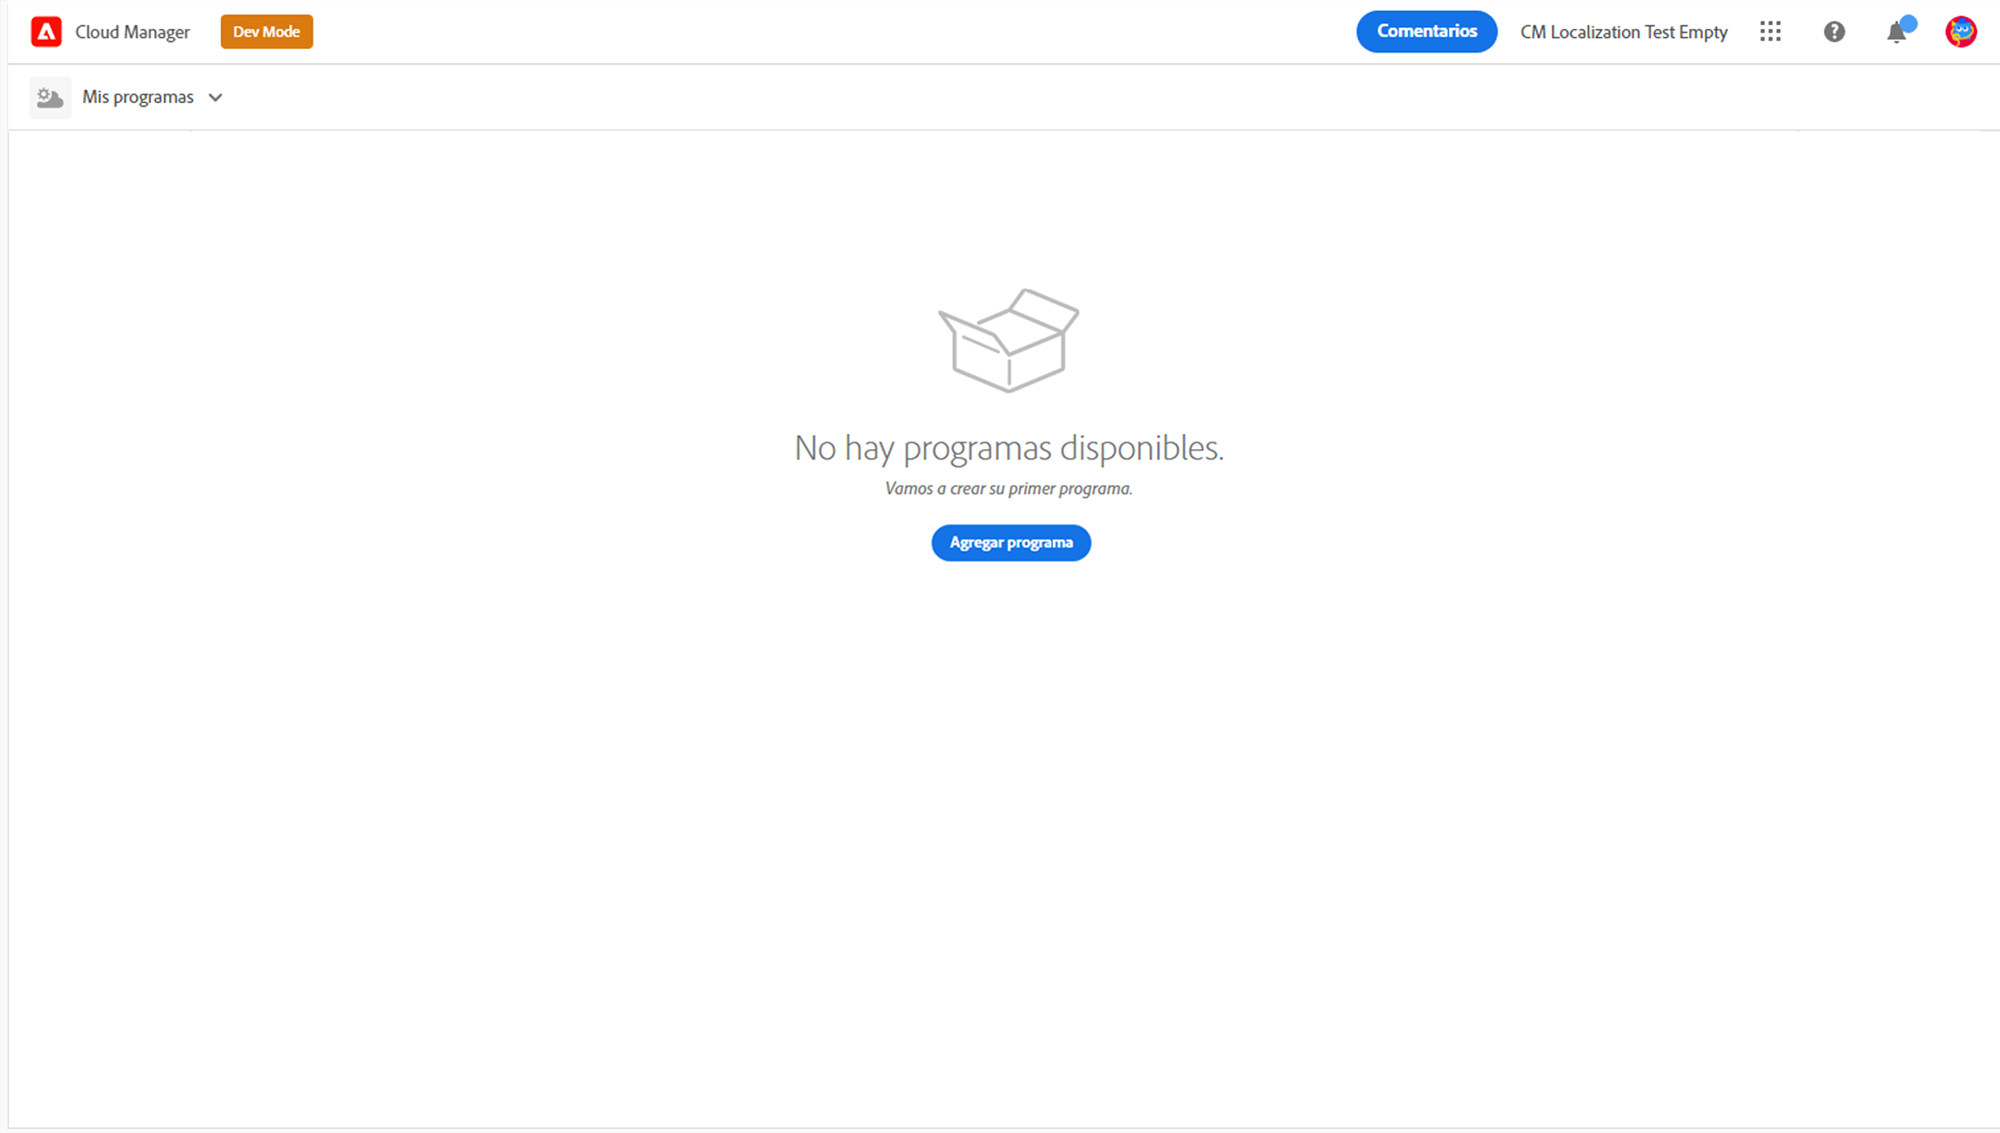 Cloud Manager
Dev Mode
Comentarios
CM Localization Test Empty
Mis programas
No hay programas disponibles.
Vamos a crear su primer programa.
Agregar programa